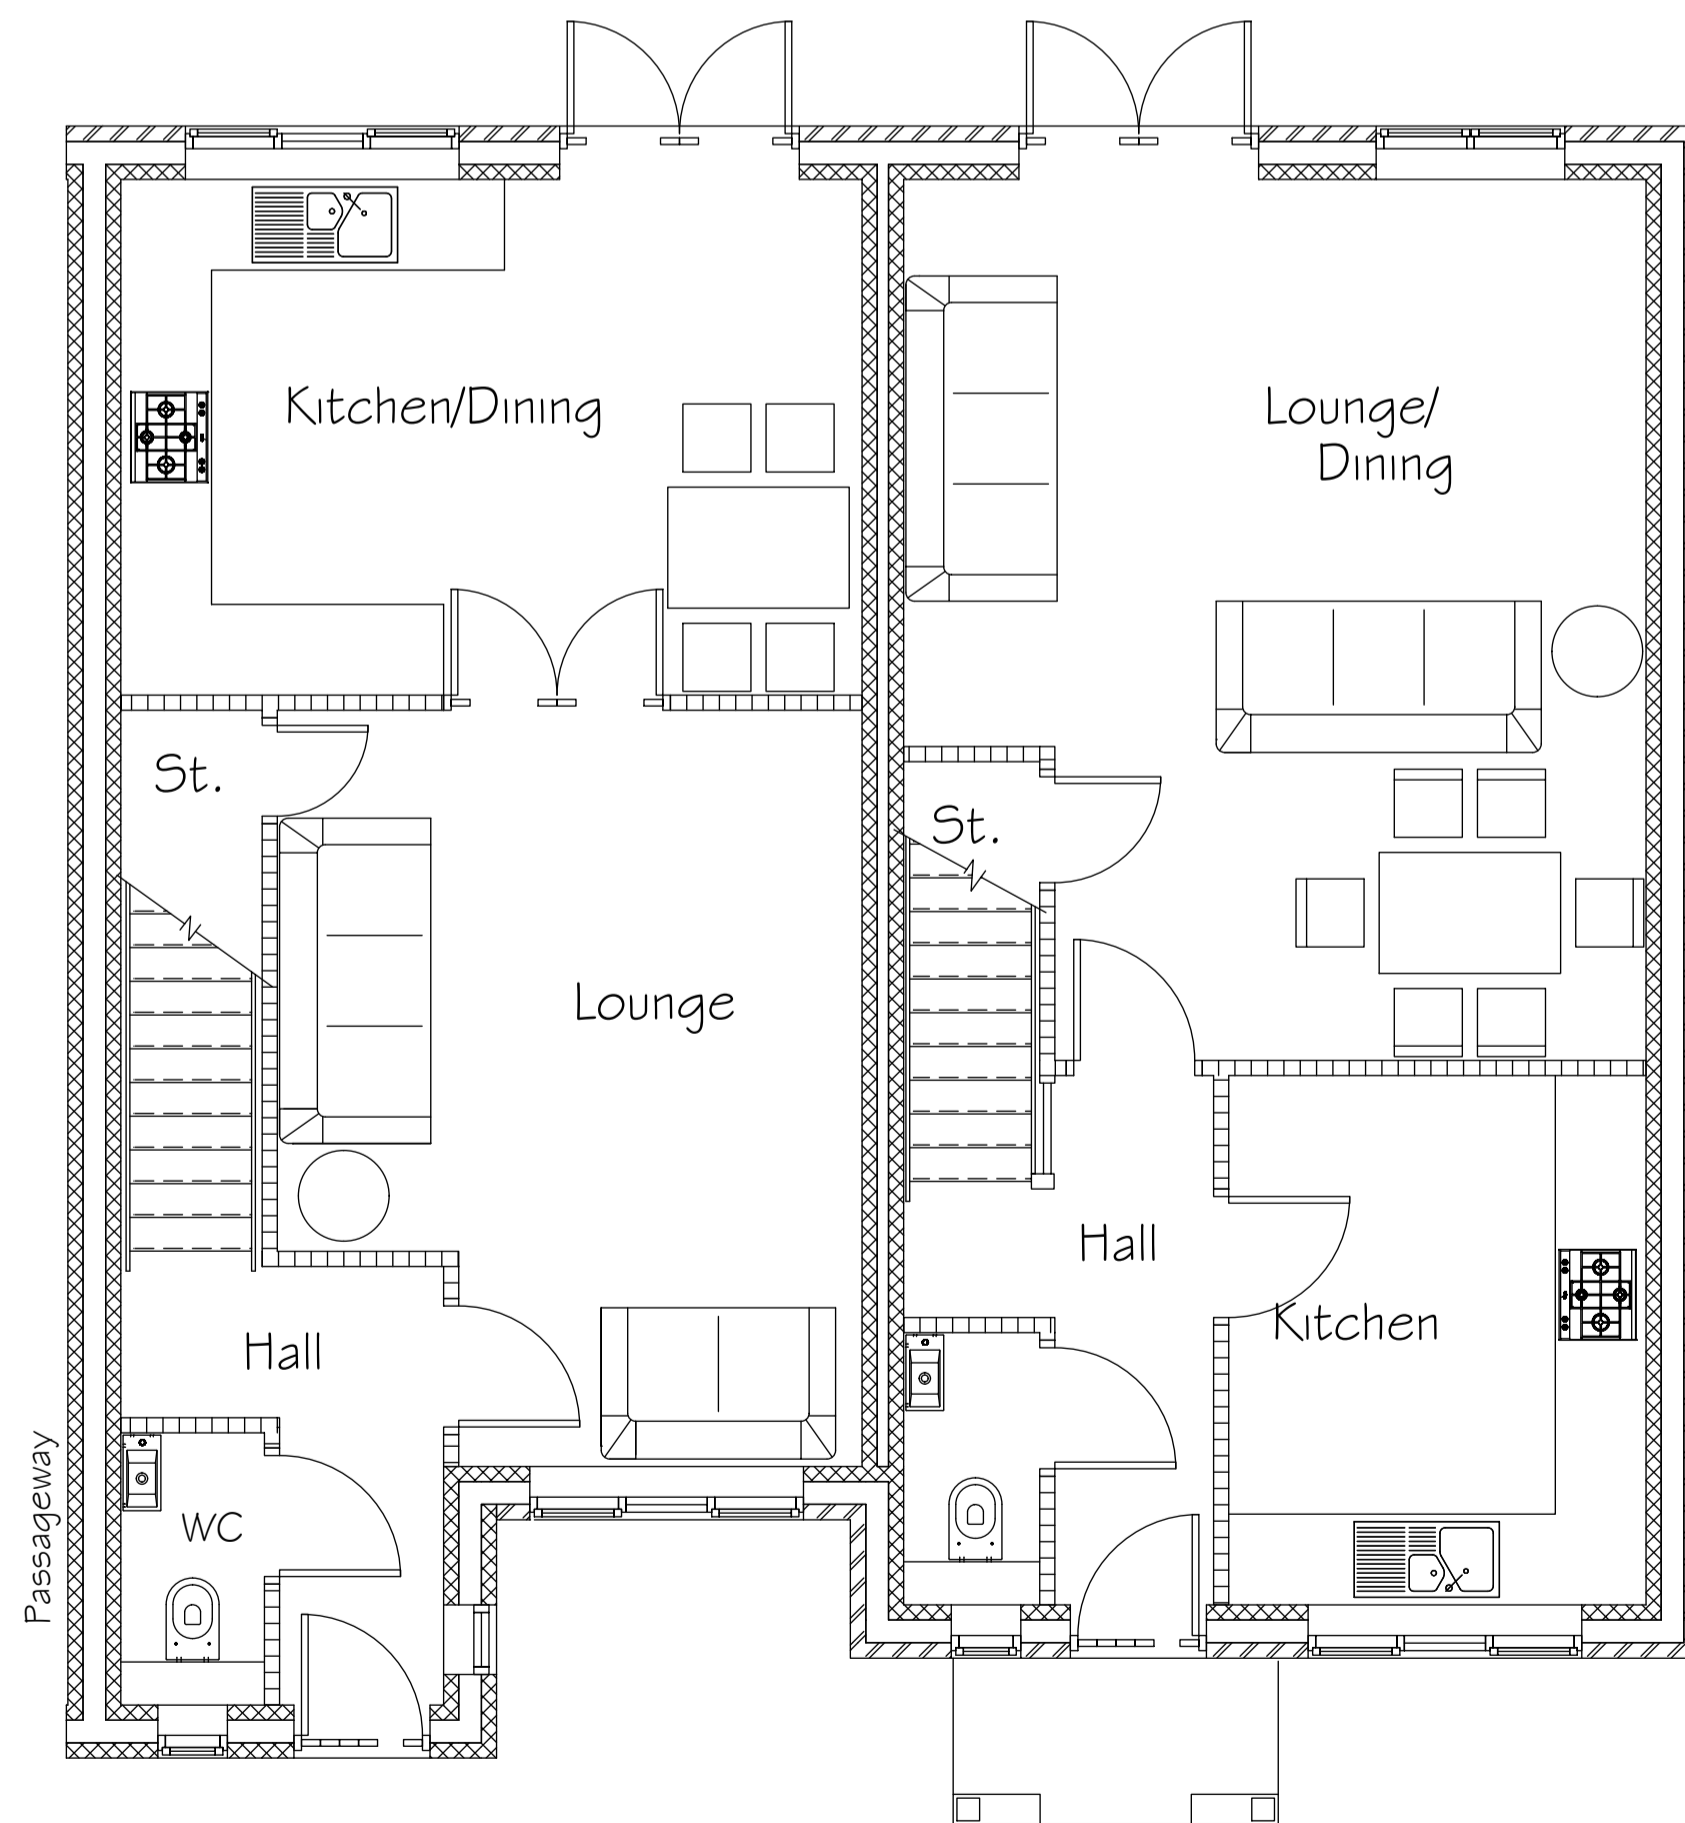 Kitchen/Dining
Lounge/
Dining
St.
St.
Lounge
Hall
Kitchen
Hall
WC
Passageway